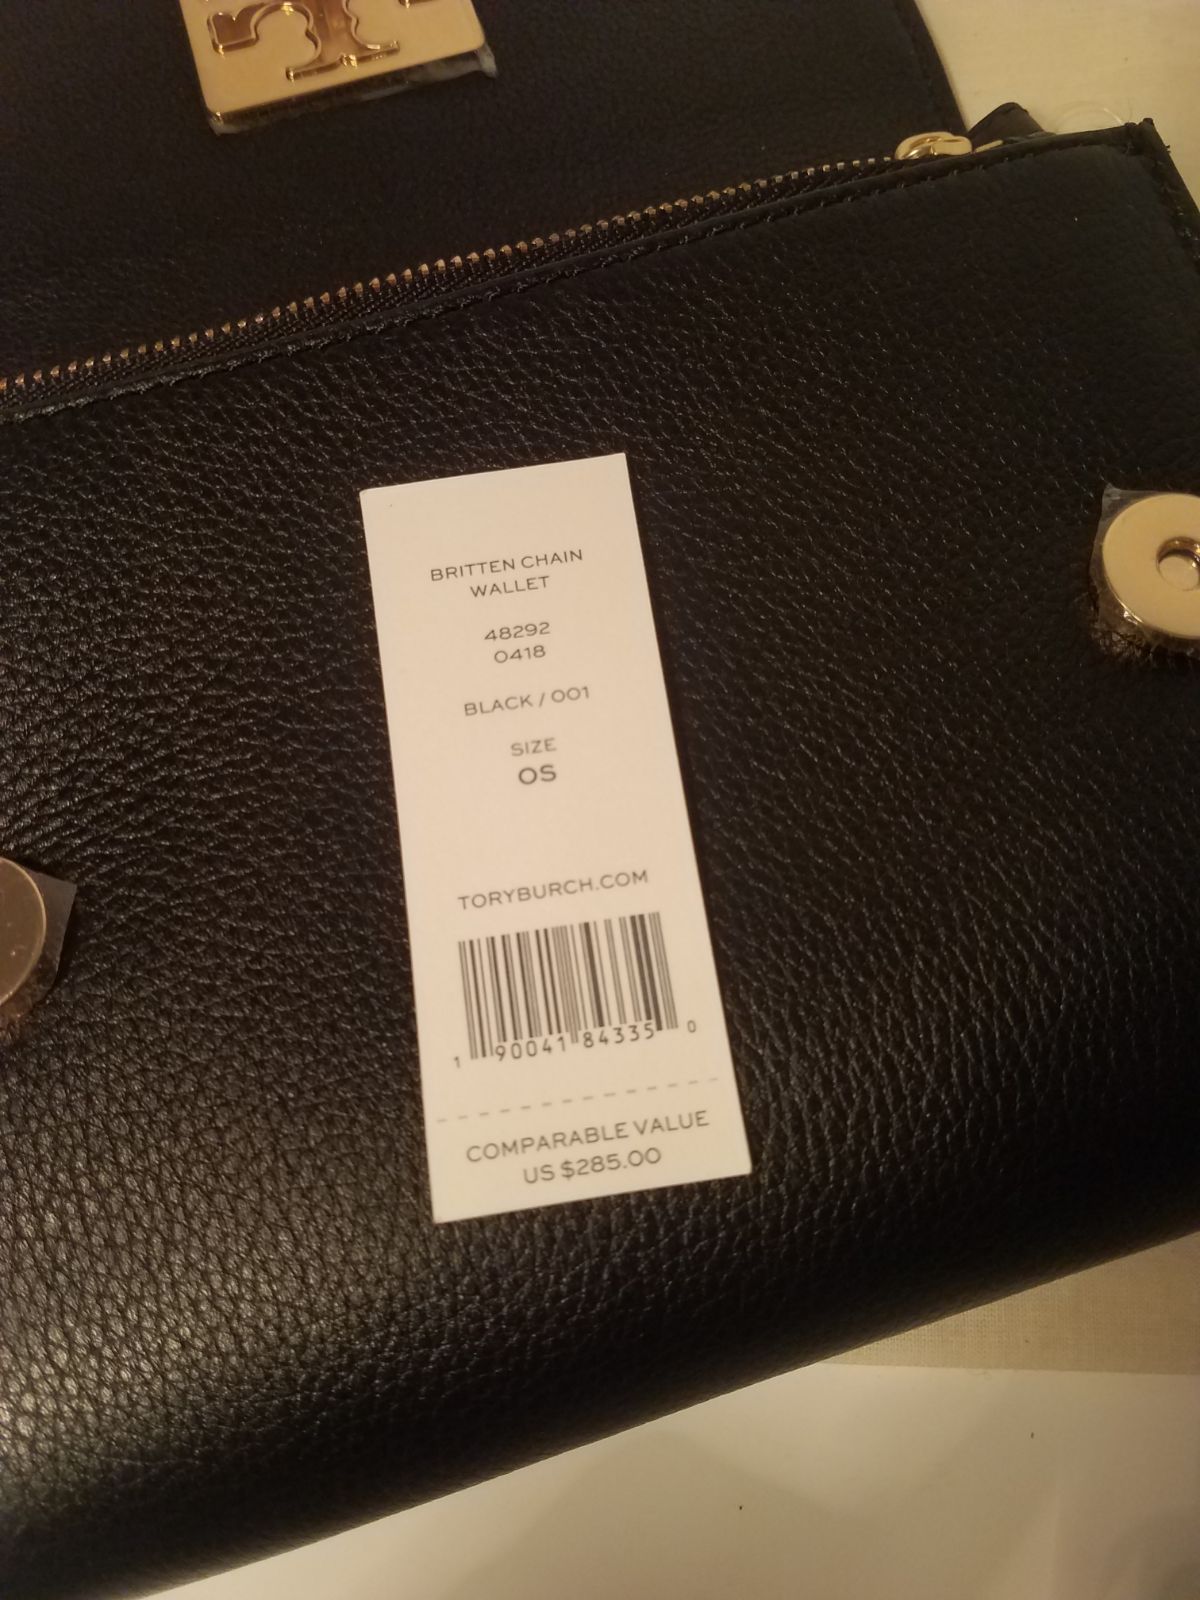 BRITTEN CHAIN
WALLET
48292
0418
BLACK / 001
SIZE
OS
TORYBURCH.COM
1 90041 84335 0
COMPARABLE VALUE
US $285.00